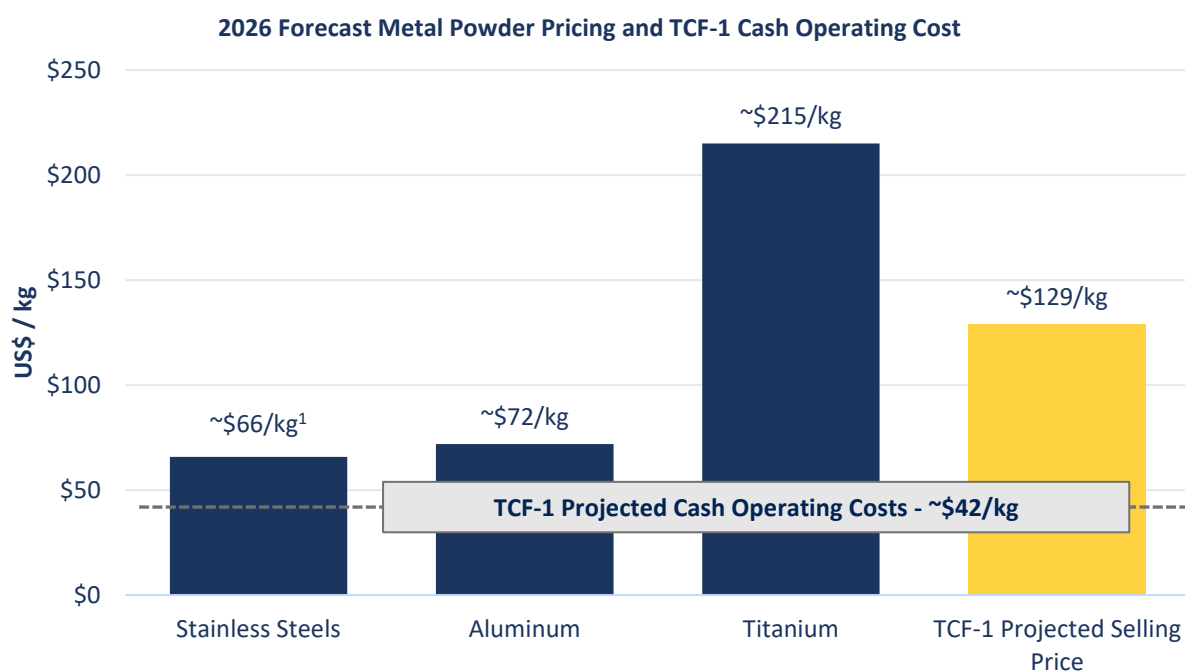 2026 Forecast Metal Powder Pricing and TCF-1 Cash Operating Cost
$250
~$215/kg
$200
$150
~$129/kg
US$ / kg
$100
~$66/kg1
~$72/kg
$50
TCF-1 Projected Cash Operating Costs - ~$42/kg
$0
Stainless Steels
Aluminum
Titanium
TCF-1 Projected Selling
Price